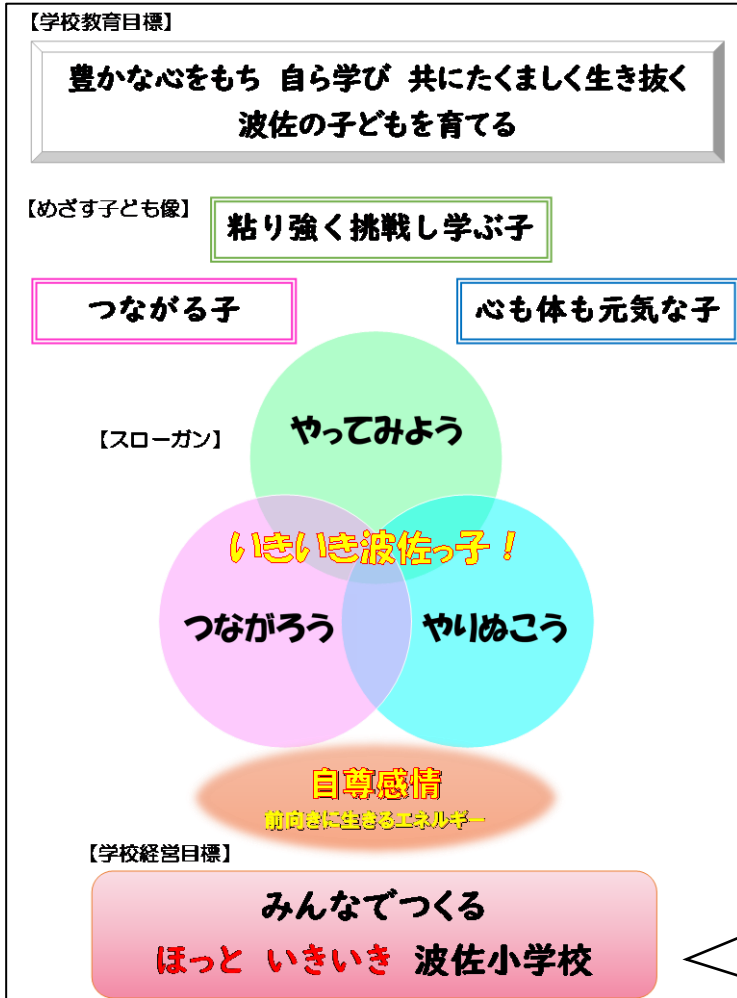 【学校教育目標】
豊かな心をもち 自ら学び 共にたくましく生き抜く
波佐の子どもを育てる
【めざす子ども像】
粘り強く挑戦し学ぶ子
つながる子
心も体も元気な子
【スローガン】
やってみよう
いきいき波佐っ子！
つながろう
やりぬこう
自尊感情
前向きに生きるエネルギー
【学校経営目標】
みんなでつくる
ほっと いきいき 波佐小学校